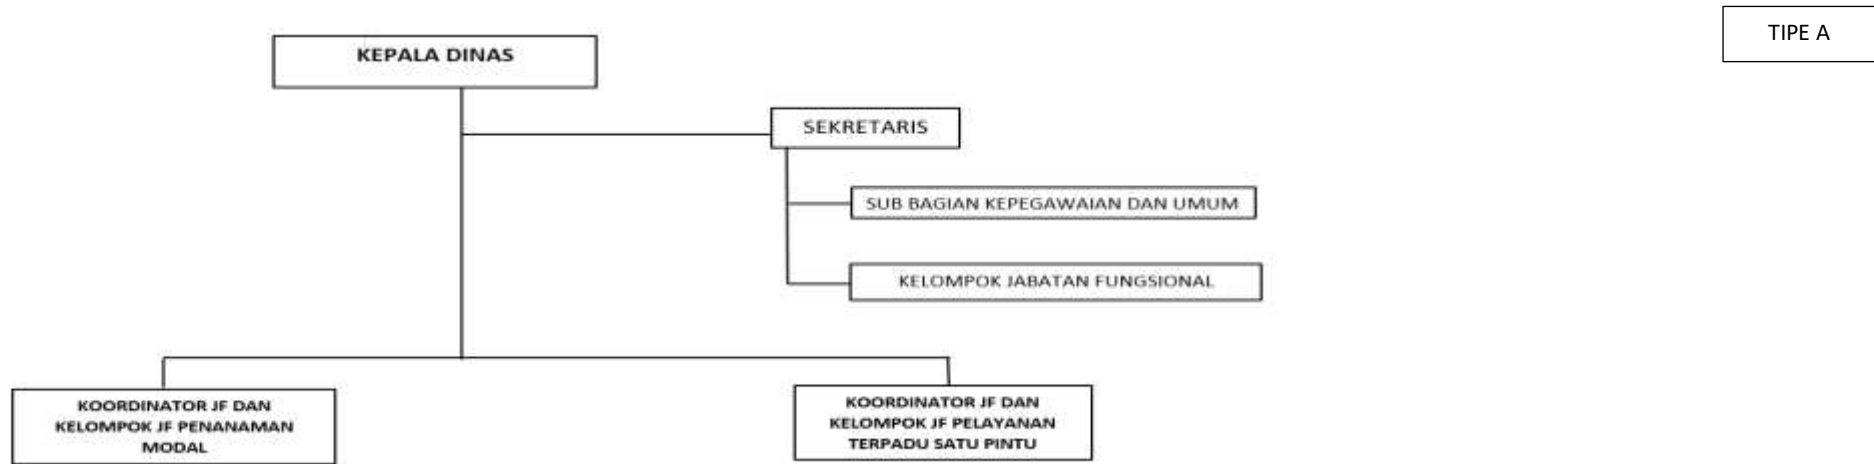 TIPE A
KEPALA DINAS
SEKRETARIS
SUB BAGIAN KEPEGAWAIAN DAN UMUM
KELOMPOK JABATAN FUNGSIONAL
KOORDINATOR JF DAN
KELOMPOK JF PENANAMAN
MODAL
KOORDINATOR JF DAN
KELOMPOK JF PELAYANAN
TERPADU SATU PINTU